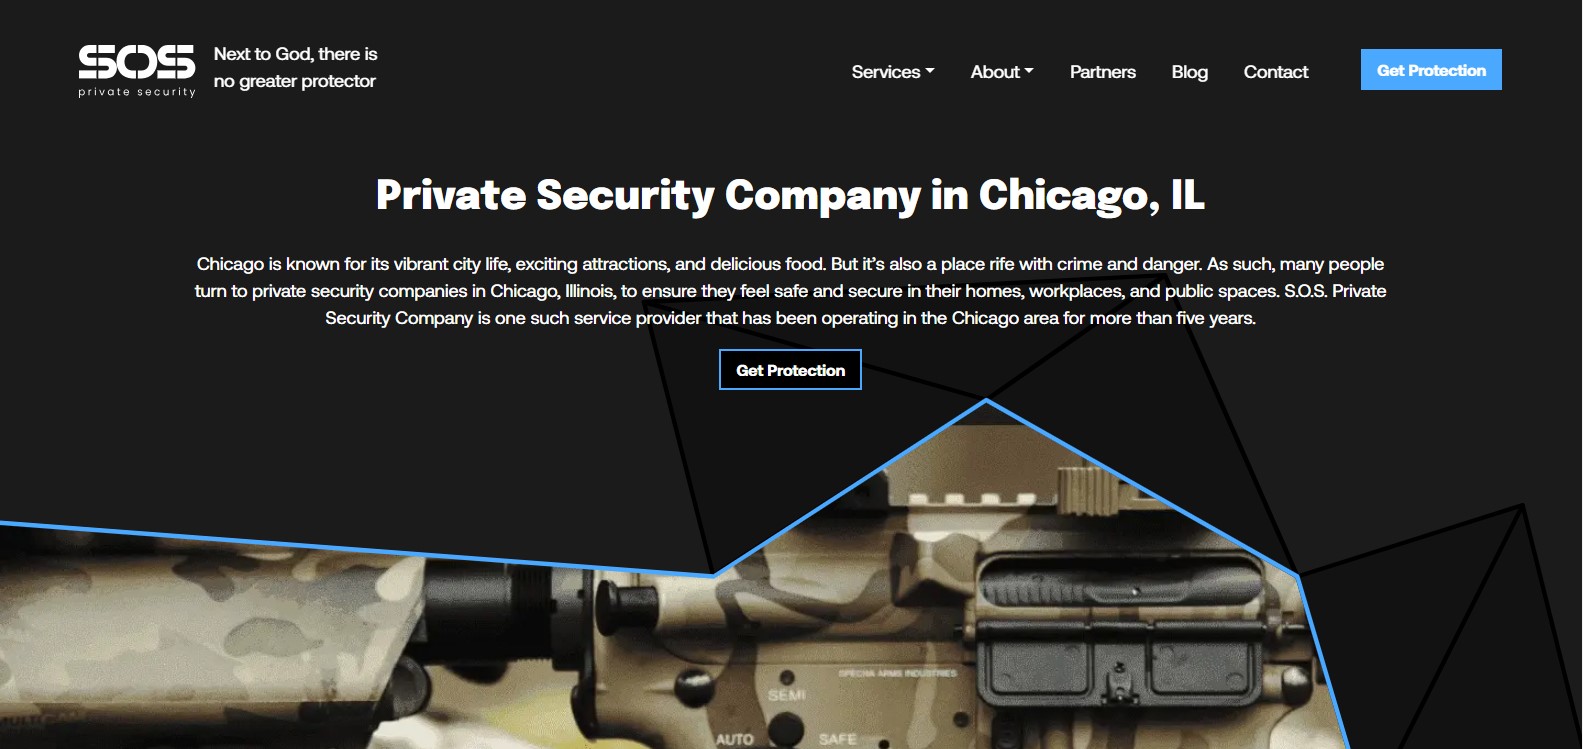 SOS
private security
Next to God, there is
no greater protector
Services
About
Partners
Blog
Contact
Get Protection
Private Security Company in Chicago, IL
Chicago is known for its vibrant city life, exciting attractions, and delicious food. But it's also a place rife with crime and danger. As such, many people
turn to private security companies in Chicago, Illinois, to ensure they feel safe and secure in their homes, workplaces, and public spaces. S.O.S. Private
Security Company is one such service provider that has been operating in the Chicago area for more than five years.
Get Protection
ARMS INDUSTRIES
SEMI
AUTO
SAFE